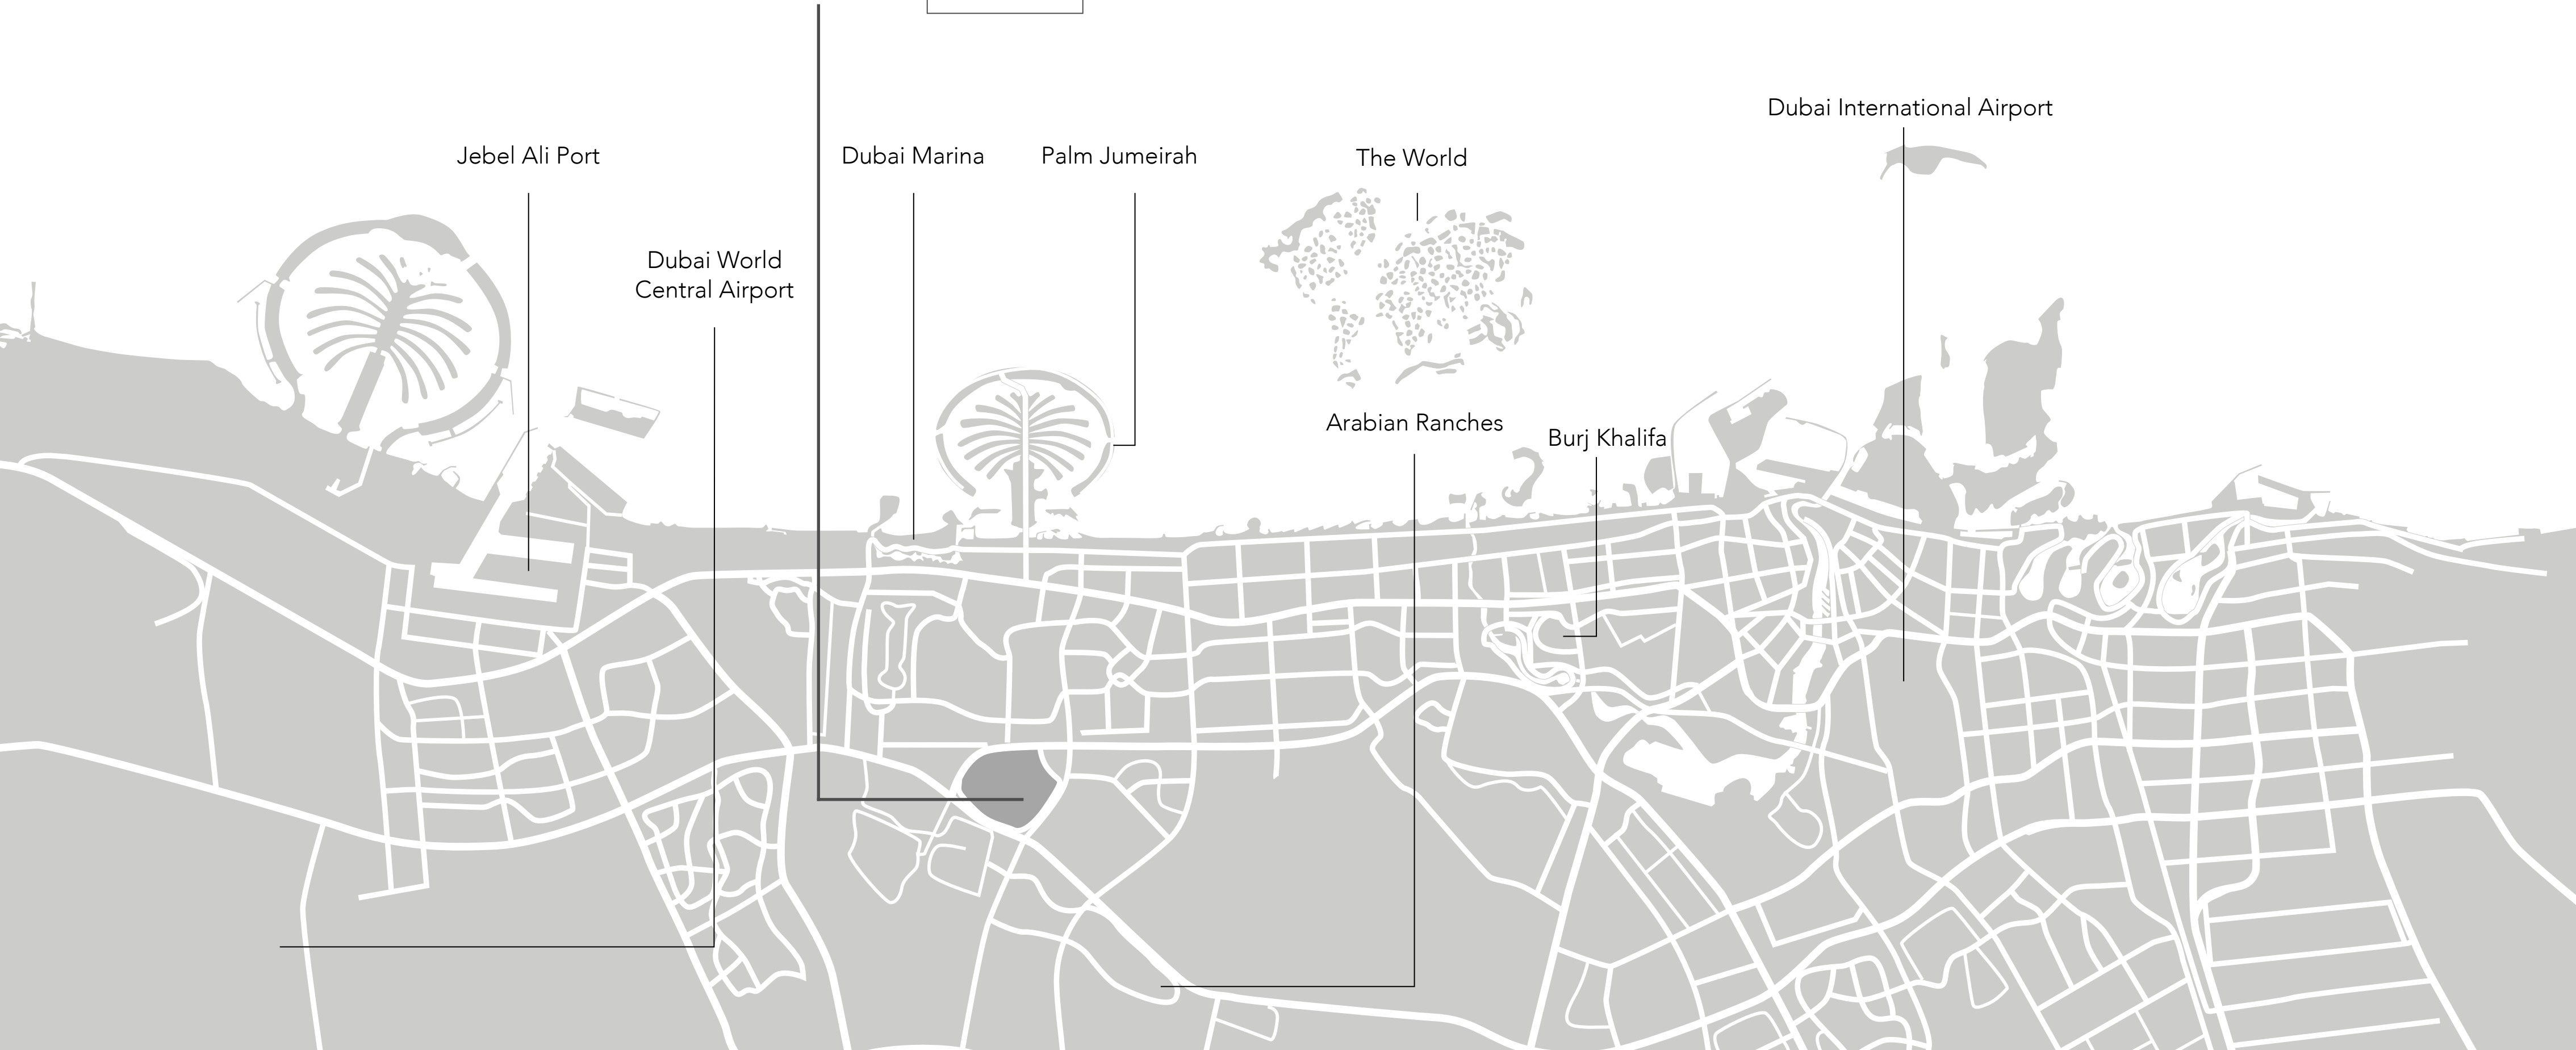 Dubai International Airport
Jebel Ali Port
Dubai Marina
Palm Jumeirah
The World
Dubai World
Central Airport
Arabian Ranches
Burj Khalifa